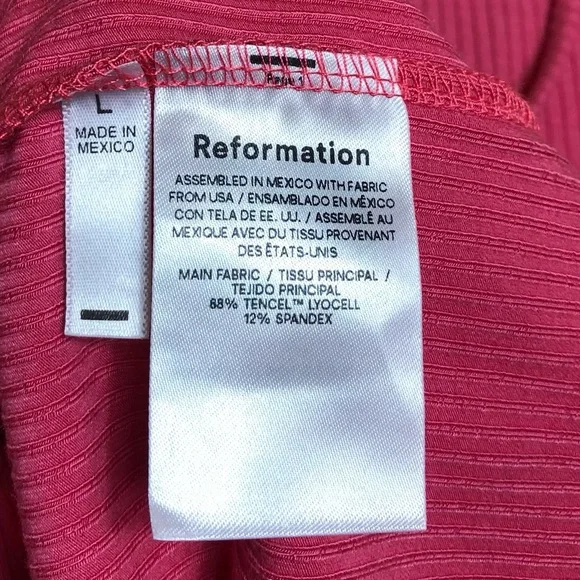 L
MADE IN
MEXICO
Page 1
Reformation
ASSEMBLED IN MEXICO WITH FABRIC
FROM USA / ENSAMBLADO EN MÉXICO
CON TELA DE EE. UU. / ASSEMBLÉ AU
MEXIQUE AVEC DU TISSU PROVENANT
DES ÉTATS-UNIS
MAIN FABRIC / TISSU PRINCIPAL /
TEJIDO PRINCIPAL
88% TENCEL™ LYOCELL
12% SPANDEX